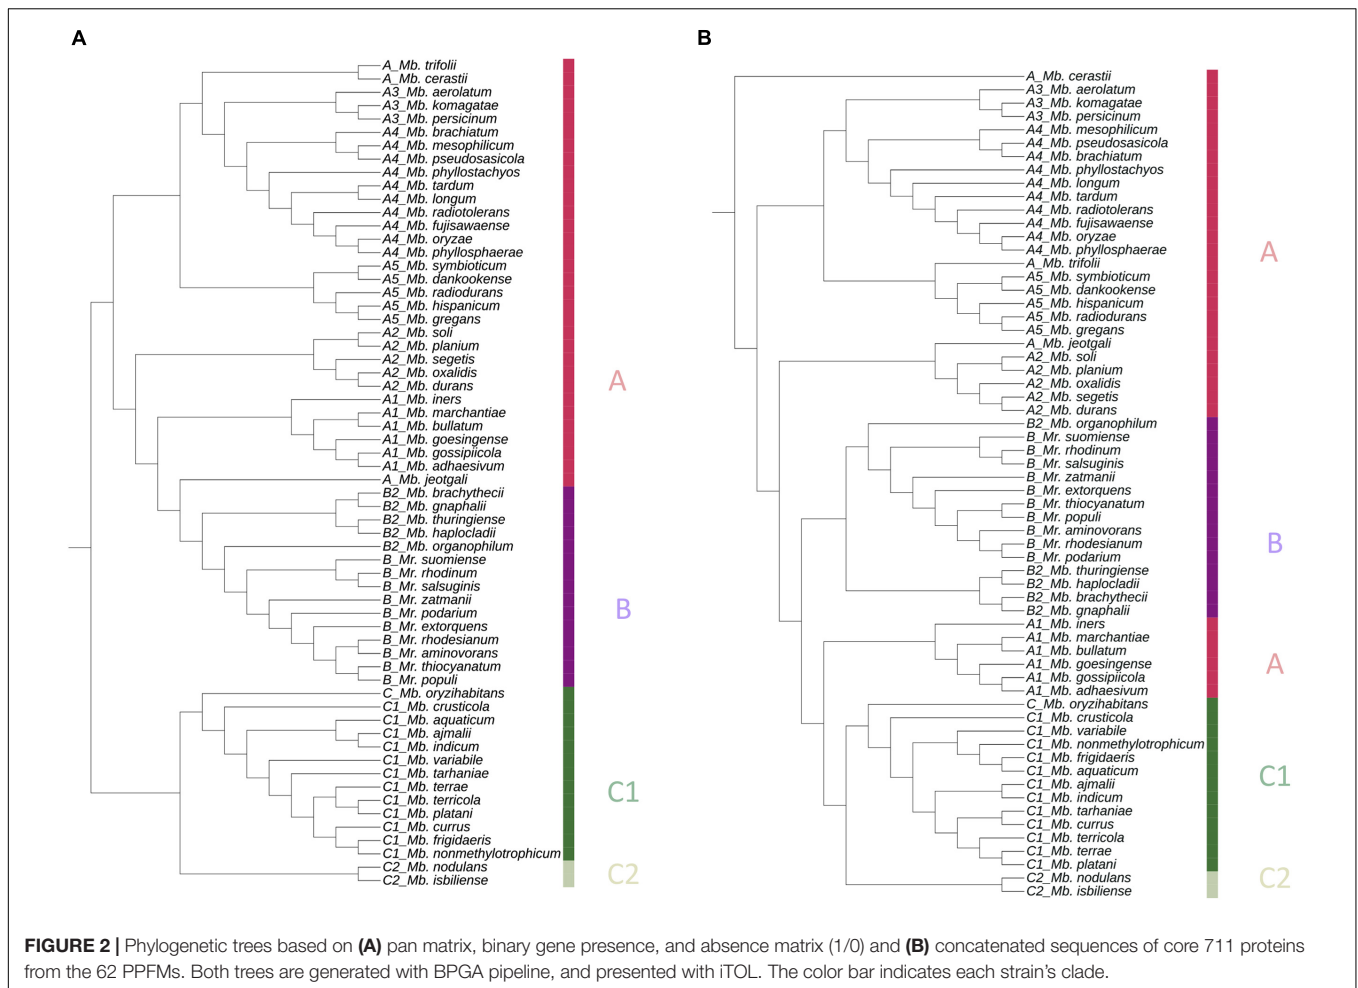 A
A_Mb. trifolii
A_Mb. cerastii
A3_Mb. aerolatum
A3_Mb. komagatae
A3_Mb. persicinum
A4_Mb. brachiatum
A4_Mb. mesophilicum
A4_Mb. pseudosasicola
A4_Mb. phyllostachyos
A4_Mb. tardum
A4_Mb. longum
A4_Mb. radiotolerans
A4_Mb. fujisawaense
A4_Mb. oryzae
A4_Mb. phyllosphaerae
A5_Mb. symbioticum
A5_Mb. dankookense
A5_Mb. radiodurans
A5_Mb. hispanicum
A5_Mb. gregans
A2_Mb. soli
A2_Mb. planium
A2_Mb. segetis
A2_Mb. oxalidis
A2_Mb. durans
A1_Mb. iners
A1_Mb. marchantiae
A1_Mb. bullatum
A1_Mb. goesingense
A1_Mb. gossipiicola
A1_Mb. adhaesivum
A_Mb. jeotgali
B2_Mb. brachythecii
B2_Mb. gnaphalii
B2_Mb. thuringiense
B2_Mb. haplocladii
B2_Mb. organophilum
B_Mr. suomiense
B_Mr. rhodinum
B_Mr. salsuginis
B_Mr. zatmanii
B_Mr. podarium
B_Mr. extorquens
B_Mr. rhodesianum
B_Mr. aminovorans
B_Mr. thiocyanatum
B_Mr. populi
C_Mb. oryzihabitans
C1_Mb. crusticola
C1_Mb. aquaticum
C1_Mb. ajmalii
C1_Mb. indicum
C1_Mb. variabile
C1_Mb. tarhaniae
C1_Mb. terrae
C1_Mb. terricola
C1_Mb. platani
C1_Mb. currus
C1_Mb. frigidaeris
C1_Mb. nonmethylotrophicum
C2_Mb. nodulans
C2_Mb. isbiliense
A
B
C1
C2
B
A_Mb. cerastii
A3_Mb. aerolatum
A3_Mb. komagatae
A3_Mb. persicinum
A4_Mb. mesophilicum
A4_Mb. pseudosasicola
A4_Mb. brachiatum
A4_Mb. phyllostachyos
A4_Mb. longum
A4_Mb. tardum
A4_Mb. radiotolerans
A4_Mb. fujisawaense
A4_Mb. oryzae
A4_Mb. phyllosphaerae
A_Mb. trifolii
A5_Mb. symbioticum
A5_Mb. dankookense
A5_Mb. hispanicum
A5_Mb. radiodurans
A5_Mb. gregans
A_Mb. jeotgali
A2_Mb. soli
A2_Mb. planium
A2_Mb. oxalidis
A2_Mb. segetis
A2_Mb. durans
B2_Mb. organophilum
B_Mr. suomiense
B_Mr. rhodinum
B_Mr. salsuginis
B_Mr. zatmanii
B_Mr. extorquens
B_Mr. thiocyanatum
B_Mr. populi
B_Mr. aminovorans
B_Mr. rhodesianum
B_Mr. podarium
B2_Mb. thuringiense
B2_Mb. haplocladii
B2_Mb. brachythecii
B2_Mb. gnaphalii
A1_Mb. iners
A1_Mb. marchantiae
A1_Mb. bullatum
A1_Mb. goesingense
A1_Mb. gossipiicola
A1_Mb. adhaesivum
C_Mb. oryzihabitans
C1_Mb. crusticola
C1_Mb. variabile
C1_Mb. nonmethylotrophicum
C1_Mb. frigidaeris
C1_Mb. aquaticum
C1_Mb. ajmalii
C1_Mb. indicum
C1_Mb. tarhaniae
C1_Mb. currus
C1_Mb. terricola
C1_Mb. terrae
C1_Mb. platani
C2_Mb. nodulans
C2_Mb. isbiliense
A
B
A
C1
C2
FIGURE 2 | Phylogenetic trees based on (A) pan matrix, binary gene presence, and absence matrix (1/0) and (B) concatenated sequences of core 711 proteins
from the 62 PPFMs. Both trees are generated with BPGA pipeline, and presented with iTOL. The color bar indicates each strain's clade.